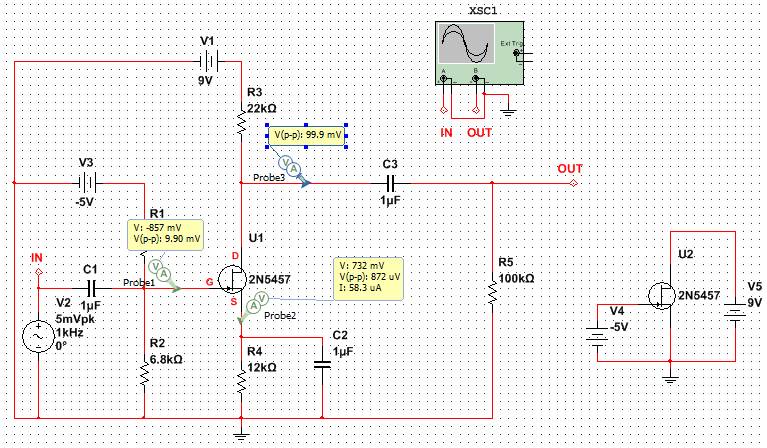 XSC1
Ext Trig
+
-
A
B
+
-
+
-
IN
OUT
V1
9V
R3
22kΩ
V(p-p): 99.9 mV
V
A
Probe3
C3
1µF
OUT
V3
-5V
R1
V: -857 mV
V(p-p): 9.90 mV
V
A
Probe1
U1
D
G
S
2N5457
V: 732 mV
V(p-p): 872 uV
I: 58.3 uA
V
A
Probe2
IN
C1
1µF
V2
5mVpk
1kHz
0°
R2
6.8kΩ
R4
12kΩ
C2
1µF
R5
100kΩ
U2
2N5457
V4
-5V
V5
9V